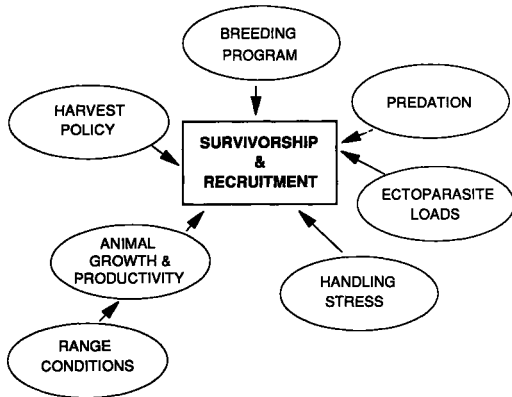 BREEDING
PROGRAM
HARVEST
POLICY
PREDATION
SURVIVORSHIP
&
RECRUITMENT
ECTOPARASITE
LOADS
ANIMAL
GROWTH &
PRODUCTIVITY
HANDLING
STRESS
RANGE
CONDITIONS